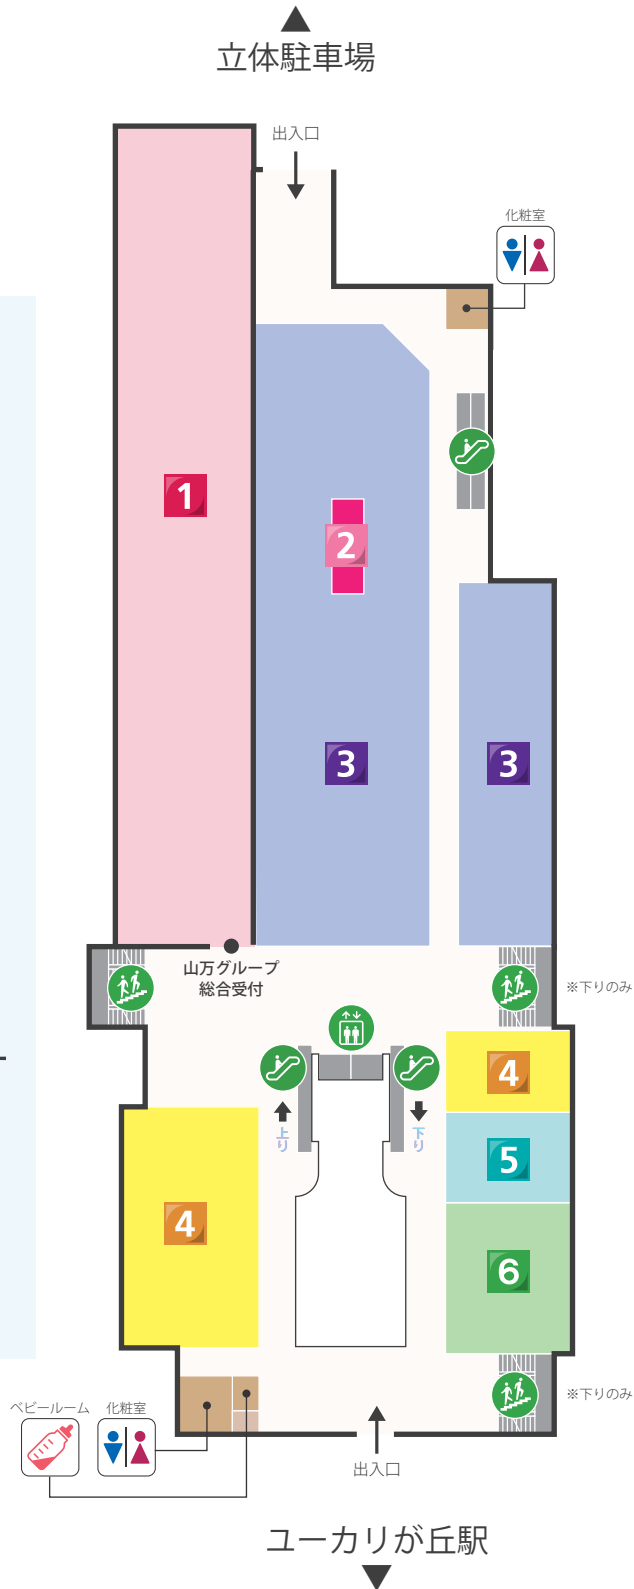 立体駐車場
出入口
化粧室
1
2
3
3
山万グループ
総合受付
※下りのみ
4
上り
下り
5
4
6
※下りのみ
ベビールーム
化粧室
出入口
ユーカリが丘駅